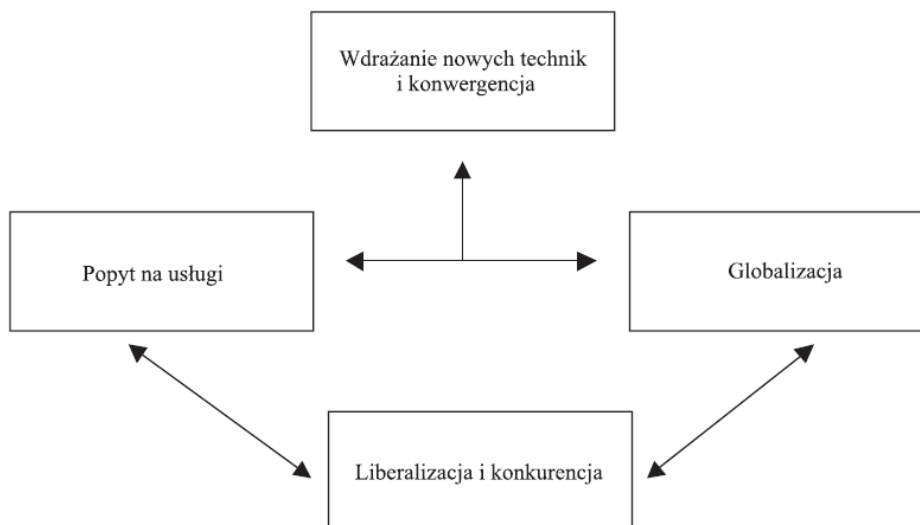 Wdrażanie nowych technik
i konwergencja
Popyt na usługi
Globalizacja
Liberalizacja i konkurencja